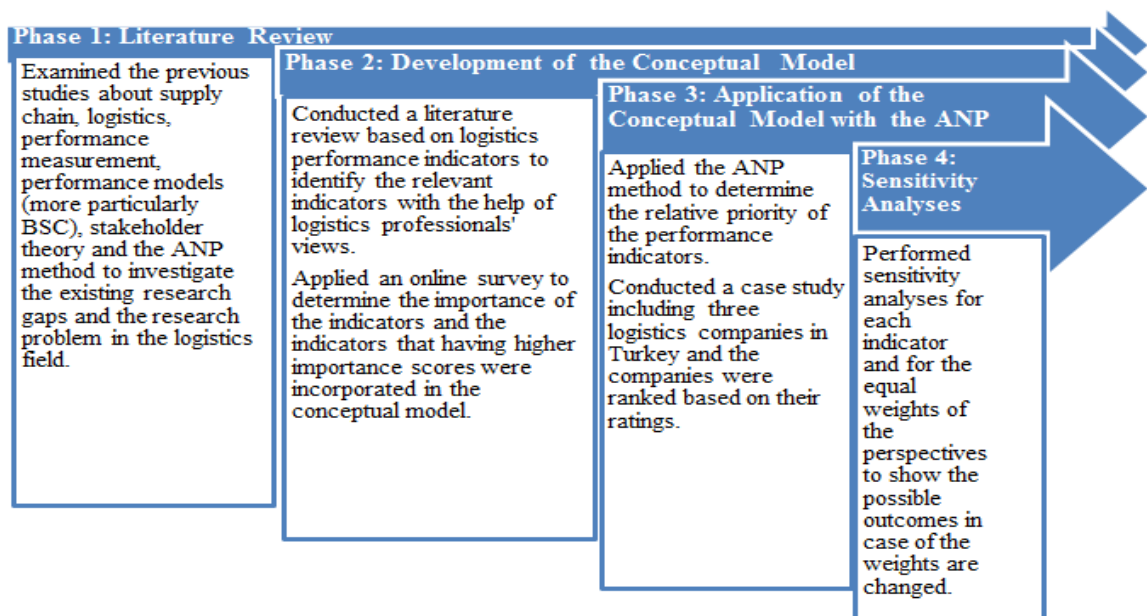 Phase 1: Literature Review
Examined the previous
studies about supply
chain, logistics,
performance
measurement,
performance models
(more particularly
BSC), stakeholder
theory and the ANP
method to investigate
the existing research
gaps and the research
problem in the logistics
field.
Phase 2: Development of the Conceptual Model
Conducted a literature
review based on logistics
performance indicators to
identify the relevant
indicators with the help of
logistics professionals'
views.
Applied an online survey to
determine the importance of
the indicators and the
indicators that having higher
importance scores were
incorporated in the
conceptual model.
Phase 3: Application of the
Conceptual Model with the ANP
Applied the ANP
method to determine
the relative priority of
the performance
indicators.
Conducted a case study
including three
logistics companies in
Turkey and the
companies were
ranked based on their
ratings.
Phase 4:
Sensitivity
Analyses
Performed
sensitivity
analyses for
each
indicator
and for the
equal
weights of
the
perspectives
to show the
possible
outcomes in
case of the
weights are
changed.